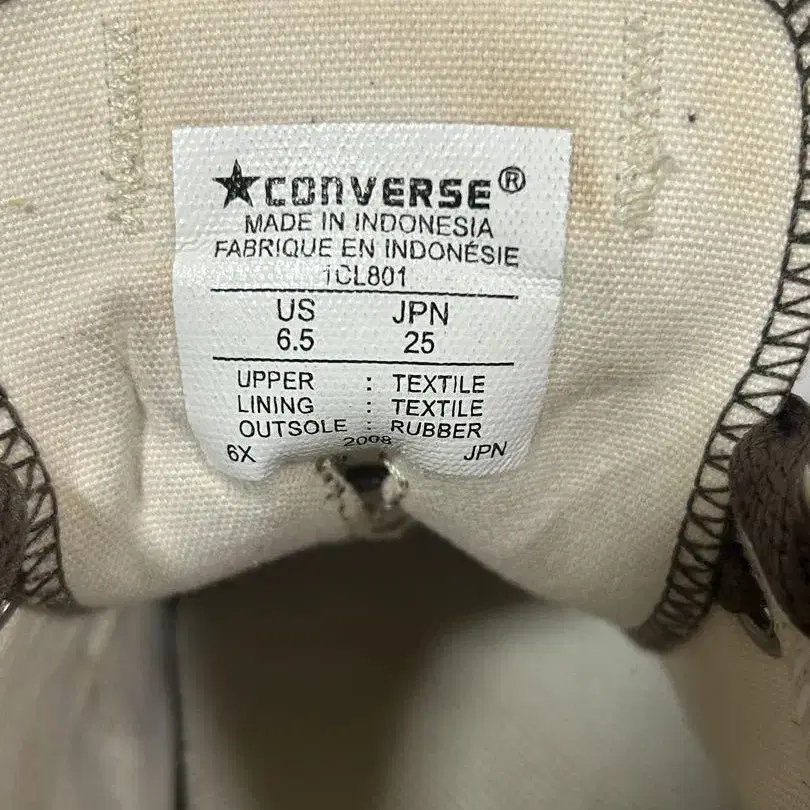 ★CONVERSE®
MADE IN INDONESIA
FABRIQUE EN INDONÉSIE
1CL801
US JPN
6.5 25
UPPER : TEXTILE
LINING : TEXTILE
OUTSOLE : RUBBER
6X 2008 JPN